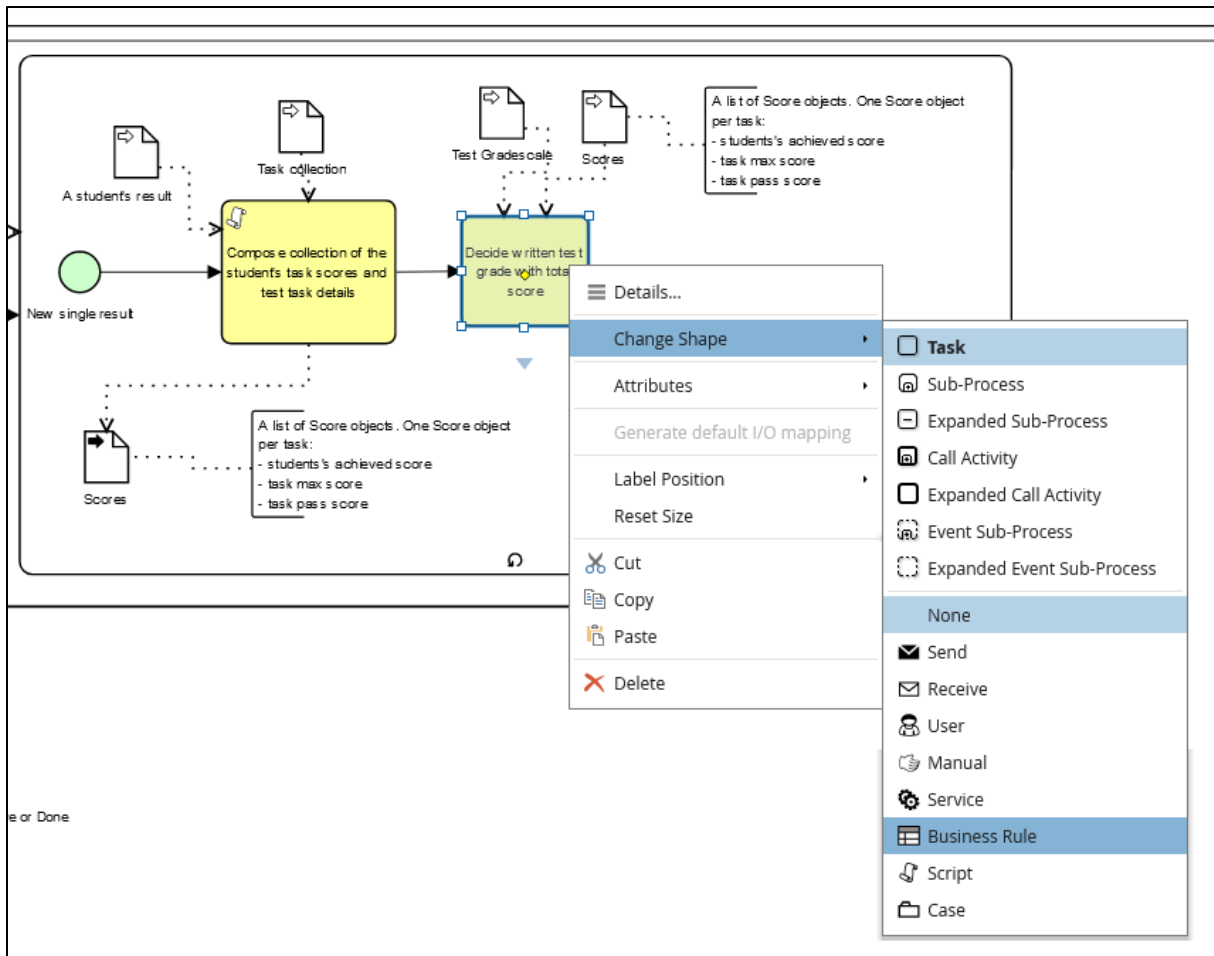 A student's result
Task collection
Test Gradescale
Scores
A list of Score objects. One Score object
per task:
- students's achieved score
- task max score
- task pass score
New single result
Compose collection of the
student's task scores and
test task details
Decide written test
grade with total
score
Scores
A list of Score objects. One Score object
per task:
- students's achieved score
- task max score
- task pass score
e or Done
Details...
Change Shape
Attributes
Generate default I/O mapping
Label Position
Reset Size
Cut
Copy
Paste
Delete
Task
Sub-Process
Expanded Sub-Process
Call Activity
Expanded Call Activity
Event Sub-Process
Expanded Event Sub-Process
None
Send
Receive
User
Manual
Service
Business Rule
Script
Case